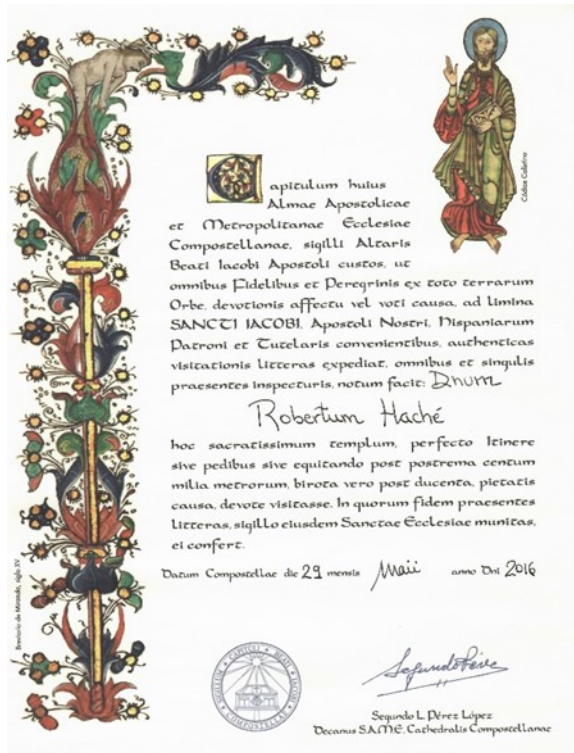 Capitulum huius
Almae Apostolicae
et Metropolitanae Ecclesiae
Compostellanae, sigilli Altaris
Beati Iacobi Apostoli custos, ut
omnibus Fidelibus et Peregrinis ex toto terrarum
Orbe, devotionis affectu vel voti causa, ad limina
SANCTI IACOBI, Apostoli Nostri, Hispaniarum
Patroni et Tutelaris convenientibus, authenticas
visitationis litteras expediat, omnibus et singulis
praesentes inspecturis, notum facit: Dnum
Robertum Haché
hoc sacratissimum templum, perfecto Itinere
sive pedibus sive equitando post postrema centum
milia metrorum, birota vero post ducenta, pietatis
causa, devote visitasse. In quorum fidem praesentes
litteras, sigillo eiusdem Sanctae Ecclesiae munitas,
ei confert.
Datum Compostellae die 29 mensis Maii anno Dni 2016
Segundo L. Pérez López
Decanus S.A.M.E. Cathedralis Compostellanae
Códice Calixtino
Breviario de Miranda, siglo XV
SIGILLUM CAPITULI BEATI IACOBI
COMPOSTELLAE